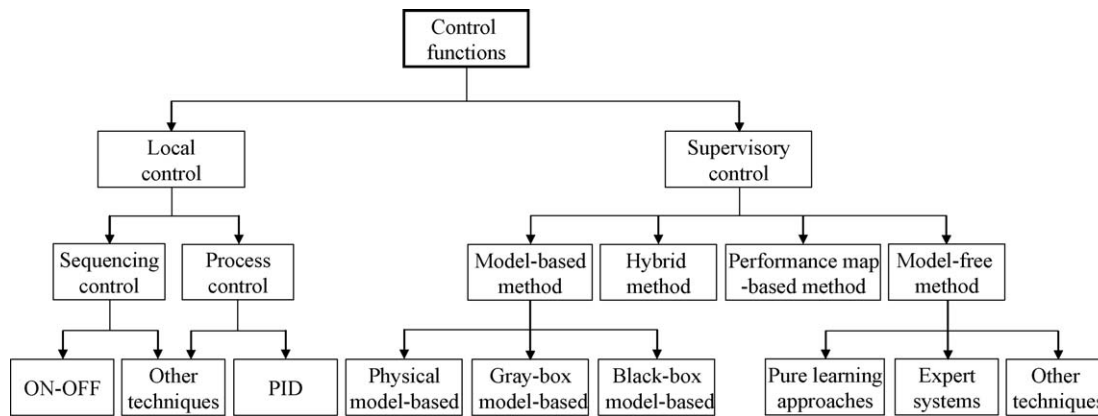 Control
functions
Local
control
Supervisory
control
Sequencing
control
Process
control
Model-based
method
Hybrid
method
Performance map
-based method
Model-free
method
ON-OFF
Other
techniques
PID
Physical
model-based
Gray-box
model-based
Black-box
model-based
Pure learning
approaches
Expert
systems
Other
techniques